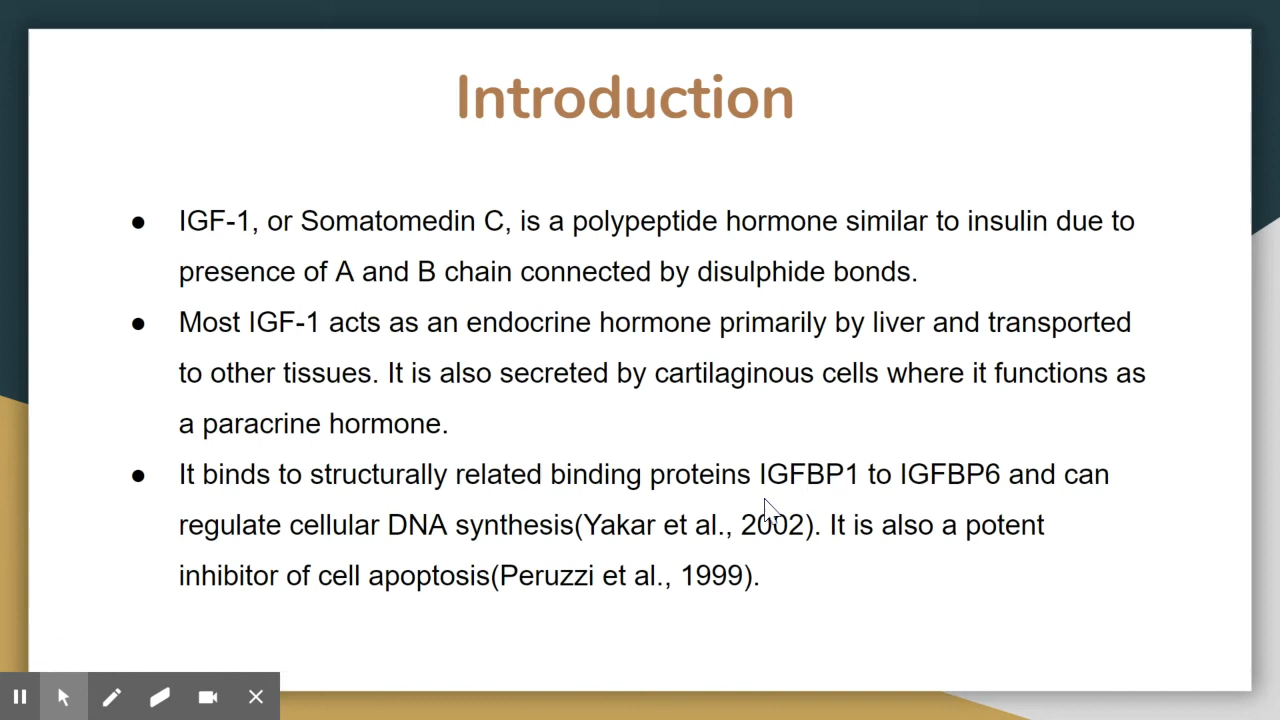 Introduction
● IGF-1, or Somatomedin C, is a polypeptide hormone similar to insulin due to
presence of A and B chain connected by disulphide bonds.
● Most IGF-1 acts as an endocrine hormone primarily by liver and transported
to other tissues. It is also secreted by cartilaginous cells where it functions as
a paracrine hormone.
● It binds to structurally related binding proteins IGFBP1 to IGFBP6 and can
regulate cellular DNA synthesis(Yakar et al., 2002). It is also a potent
inhibitor of cell apoptosis(Peruzzi et al., 1999).